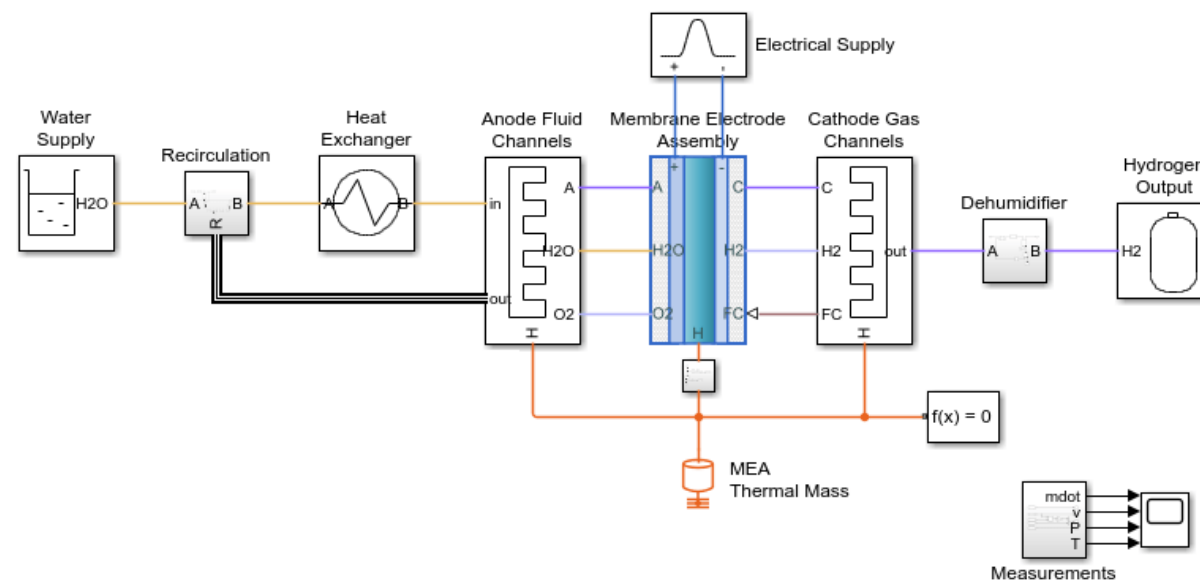 Electrical Supply
+ -
Water
Supply
H2O
Recirculation
A B
R
Heat
Exchanger
A B
Anode Fluid
Channels
in
out
A
H2O
O2
H
Membrane Electrode
Assembly
+ -
A C
H2O H2
O2 FC
H
Cathode Gas
Channels
C
H2
out
FC
H
Dehumidifier
A B
Hydrogen
Output
H2
f(x) = 0
MEA
Thermal Mass
mdot
v
P
T
Measurements